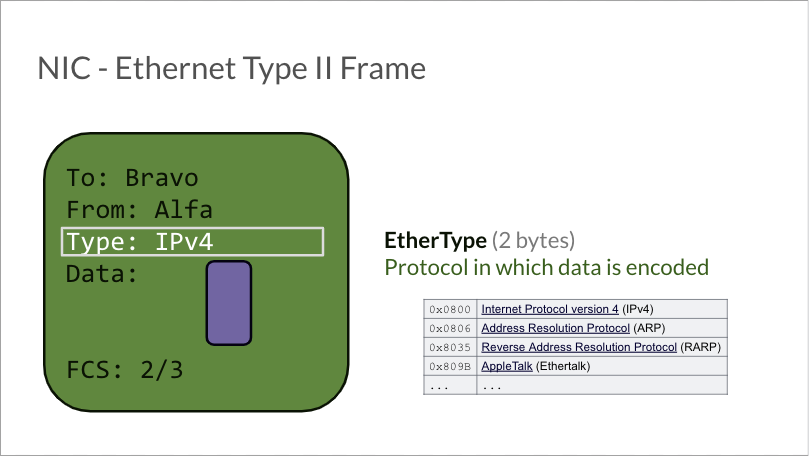 NIC - Ethernet Type II Frame
To: Bravo
From: Alfa
Type: IPv4
Data:
FCS: 2/3
EtherType (2 bytes)
Protocol in which data is encoded
0x0800 Internet Protocol version 4 (IPv4)
0x0806 Address Resolution Protocol (ARP)
0x8035 Reverse Address Resolution Protocol (RARP)
0x809B AppleTalk (Ethertalk)
... ...